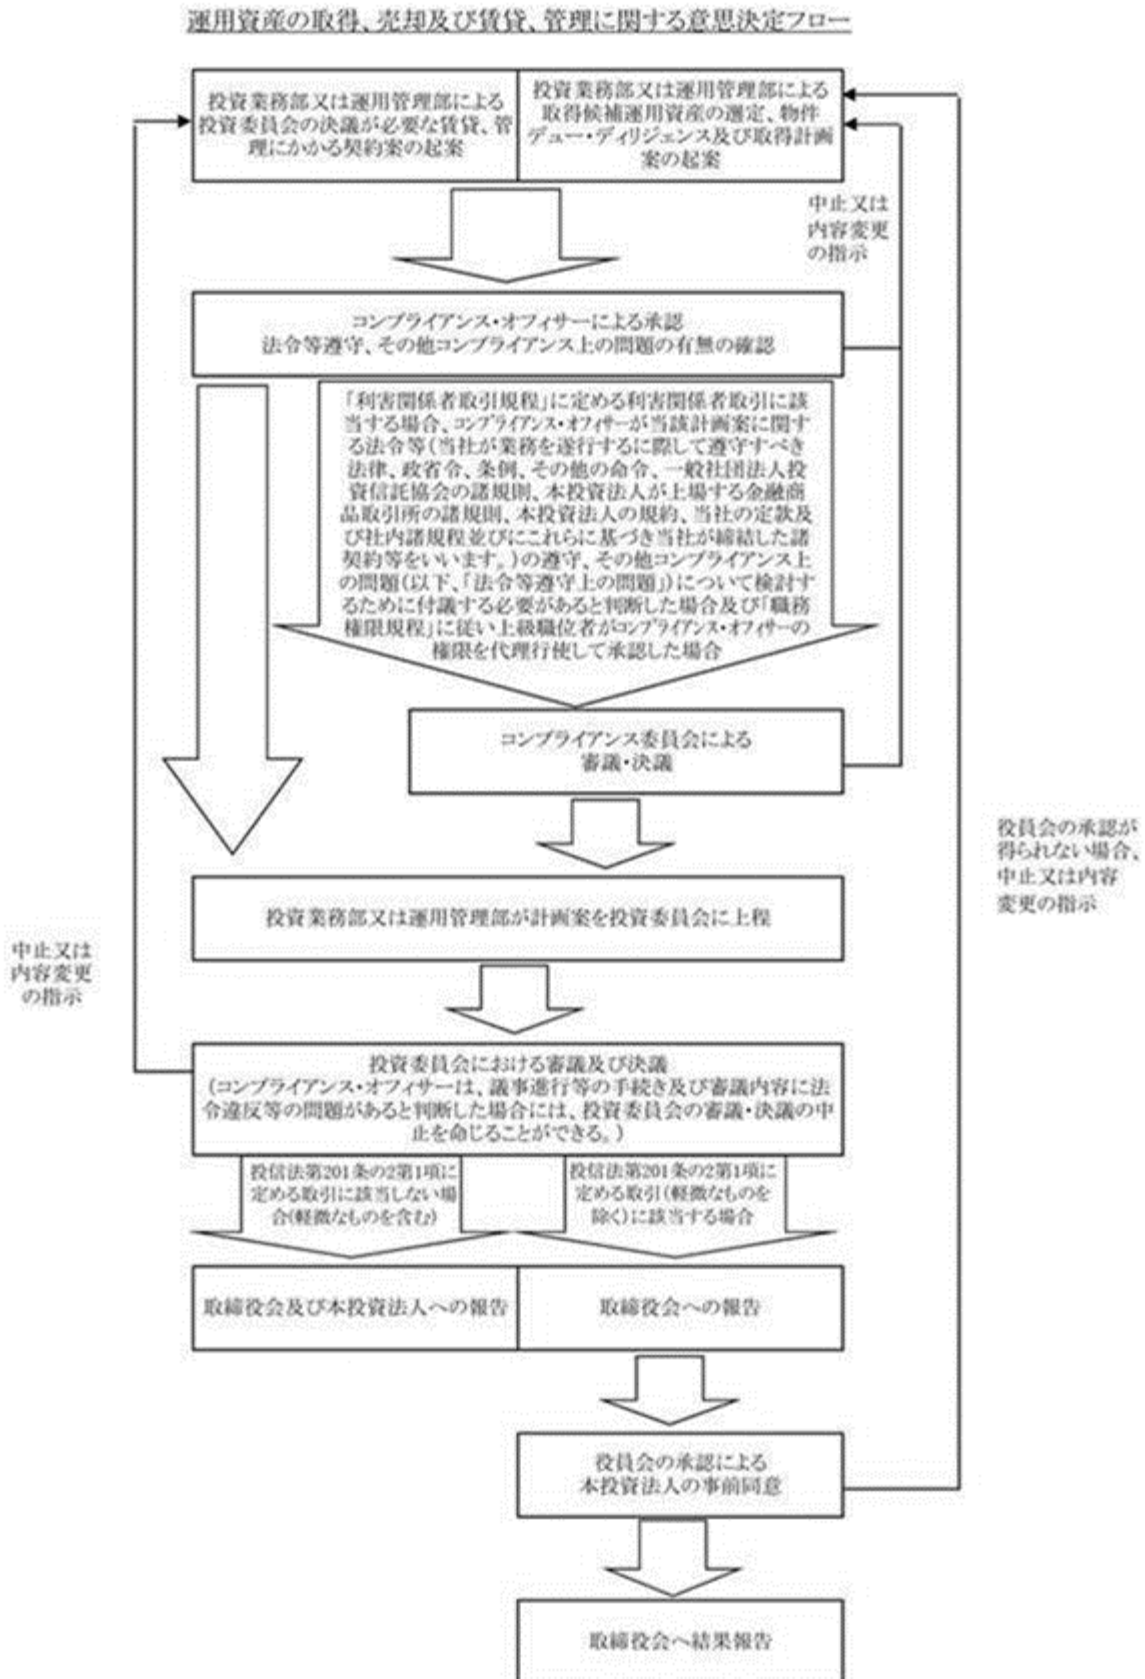 運用資産の取得、売却及び賃貸、管理に関する意思決定フロー
投資業務部又は運用管理部による
投資委員会の決議が必要な賃貸、管
理にかかる契約案の起案
投資業務部又は運用管理部による
取得候補運用資産の選定、物件
デュー・ディリジェンス及び取得計画
案の起案
中止又は
内容変更
の指示
コンプライアンス・オフィサーによる承認
法令等遵守、その他コンプライアンス上の問題の有無の確認
「利害関係者取引規程」に定める利害関係者取引に該
当する場合、コンプライアンス・オフィサーが当該計画案に関す
る法令等(当社が業務を遂行するに際して遵守すべき
法律、政省令、条例、その他の命令、一般社団法人投
資信託協会の諸規則、本投資法人が上場する金融商
品取引所の諸規則、本投資法人の規約、当社の定款及
び社内諸規程並びにこれらに基づき当社が締結した諸
契約等をいいます。)の遵守、その他コンプライアンス上
の問題(以下、「法令等遵守上の問題」)について検討す
るために付議する必要があると判断した場合及び「職務
権限規程」に従い上級職位者がコンプライアンス・オフィサーの
権限を代理行使して承認した場合
コンプライアンス委員会による
審議・決議
役員会の承認が
得られない場合、
中止又は内容
変更の指示
投資業務部又は運用管理部が計画案を投資委員会に上程
中止又は
内容変更
の指示
投資委員会における審議及び決議
(コンプライアンス・オフィサーは、議事進行等の手続き及び審議内容に法
令違反等の問題があると判断した場合には、投資委員会の審議・決議の中
止を命じることができる。)
投信法第201条の2第1項に
定める取引に該当しない場
合(軽微なものを含む)
投信法第201条の2第1項に
定める取引(軽微なものを
除く)に該当する場合
取締役会及び本投資法人への報告
取締役会への報告
役員会の承認による
本投資法人の事前同意
取締役会へ結果報告